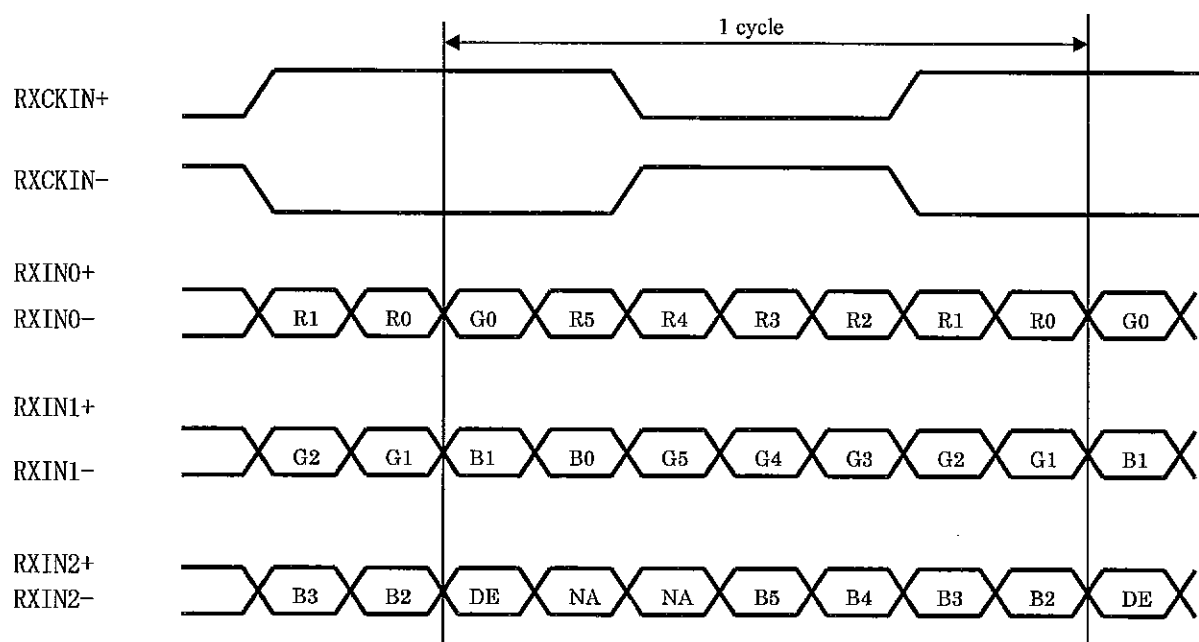 1 cycle
RXCKIN+
RXCKIN-
RXIN0+
RXIN0-
R1 R0 G0 R5 R4 R3 R2 R1 R0 G0
RXIN1+
RXIN1-
G2 G1 B1 B0 G5 G4 G3 G2 G1 B1
RXIN2+
RXIN2-
B3 B2 DE NA NA B5 B4 B3 B2 DE